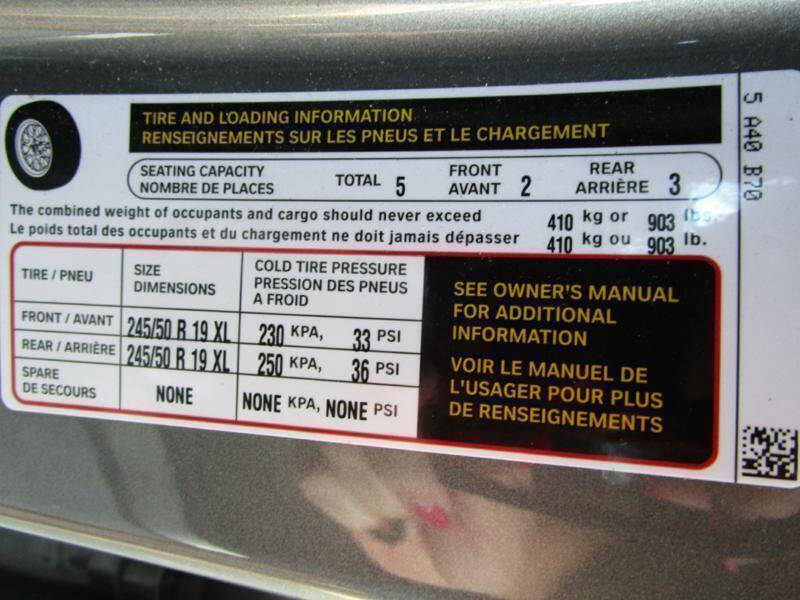 TIRE AND LOADING INFORMATION
RENSEIGNEMENTS SUR LES PNEUS ET LE CHARGEMENT
SEATING CAPACITY
NOMBRE DE PLACES
TOTAL 5
FRONT
AVANT 2
REAR
ARRIÈRE 3
The combined weight of occupants and cargo should never exceed 410 kg or 903 lbs.
Le poids total des occupants et du chargement ne doit jamais dépasser 410 kg ou 903 lb.
TIRE / PNEU
SIZE
DIMENSIONS
COLD TIRE PRESSURE
PRESSION DES PNEUS
A FROID
FRONT / AVANT 245/50 R 19 XL 230 KPA, 33 PSI
REAR / ARRIÈRE 245/50 R 19 XL 250 KPA, 36 PSI
SPARE
DE SECOURS
NONE NONE KPA, NONE PSI
SEE OWNER'S MANUAL
FOR ADDITIONAL
INFORMATION
VOIR LE MANUEL DE
L'USAGER POUR PLUS
DE RENSEIGNEMENTS
5 A40 B70